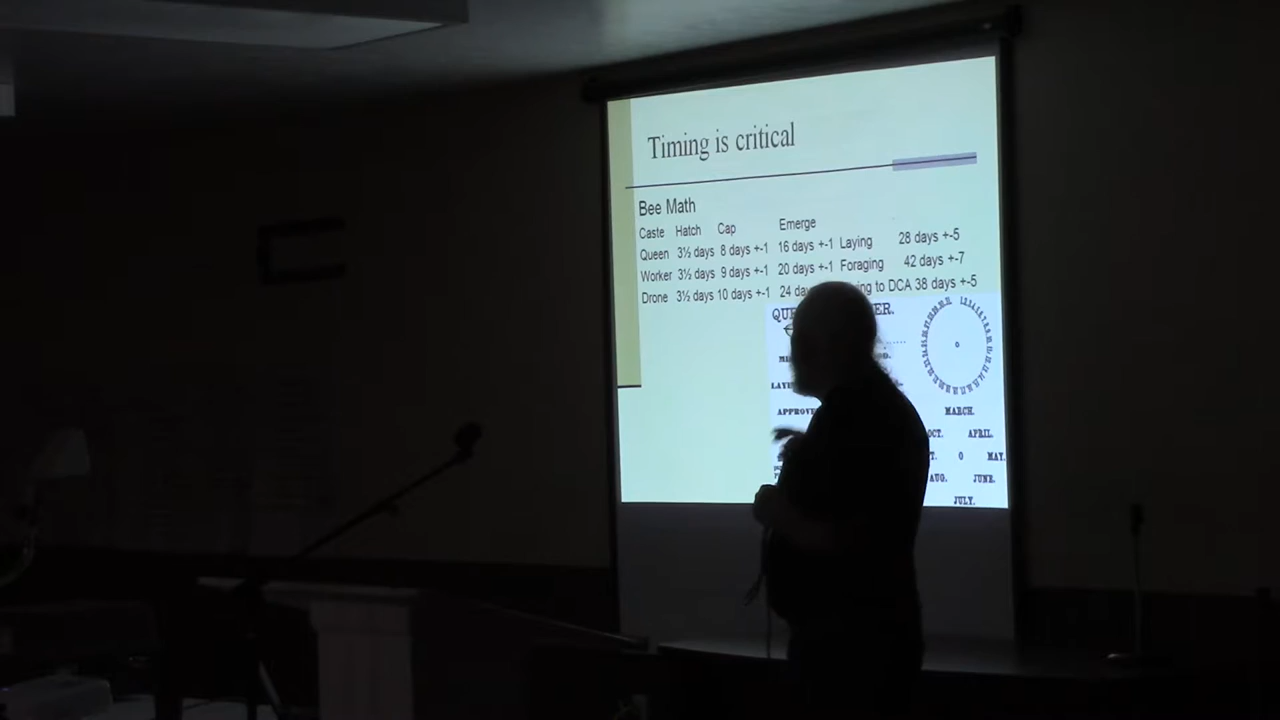 Timing is critical
Bee Math
Caste Hatch Cap Emerge
Queen 3½ days 8 days +-1 16 days +-1 Laying 28 days +-5
Worker 3½ days 9 days +-1 20 days +-1 Foraging 42 days +-7
Drone 3½ days 10 days +-1 24 to DCA 38 days +-5
MARCH.
OCT. APRIL.
0 MAY.
AUG. JUNE.
JULY.